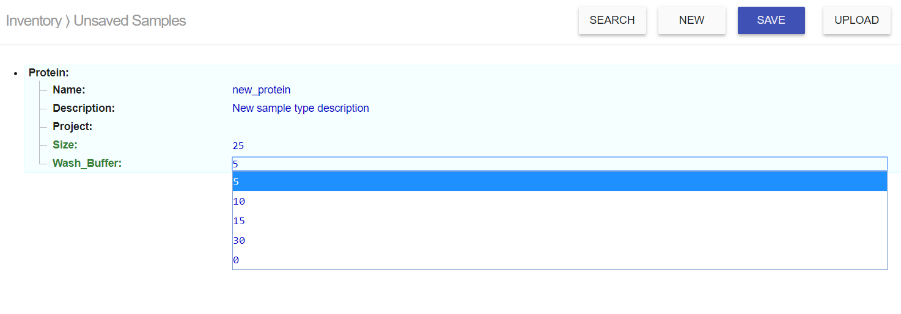 Inventory ⟩ Unsaved Samples
SEARCH NEW SAVE UPLOAD
Protein:
Name: new_protein
Description: New sample type description
Project:
Size: 25
Wash_Buffer: 5
5
10
15
30
0